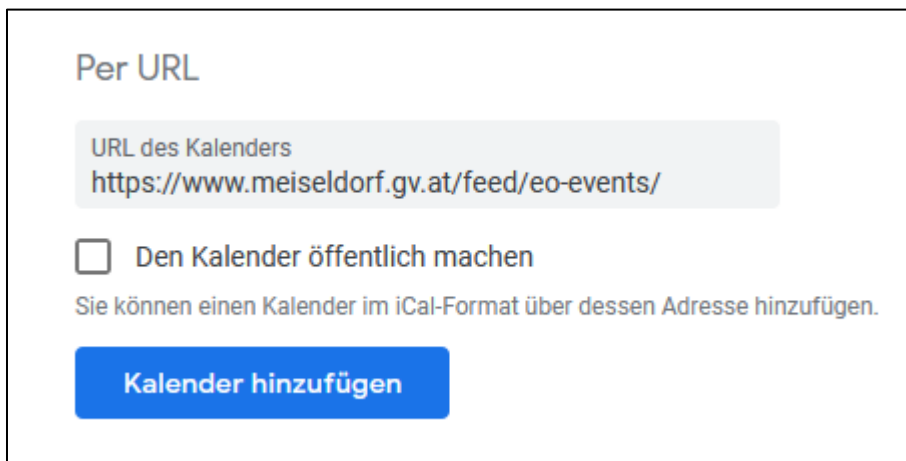 Per URL
URL des Kalenders
https://www.meiseldorf.gv.at/feed/eo-events/
Den Kalender öffentlich machen
Sie können einen Kalender im iCal-Format über dessen Adresse hinzufügen.
Kalender hinzufügen